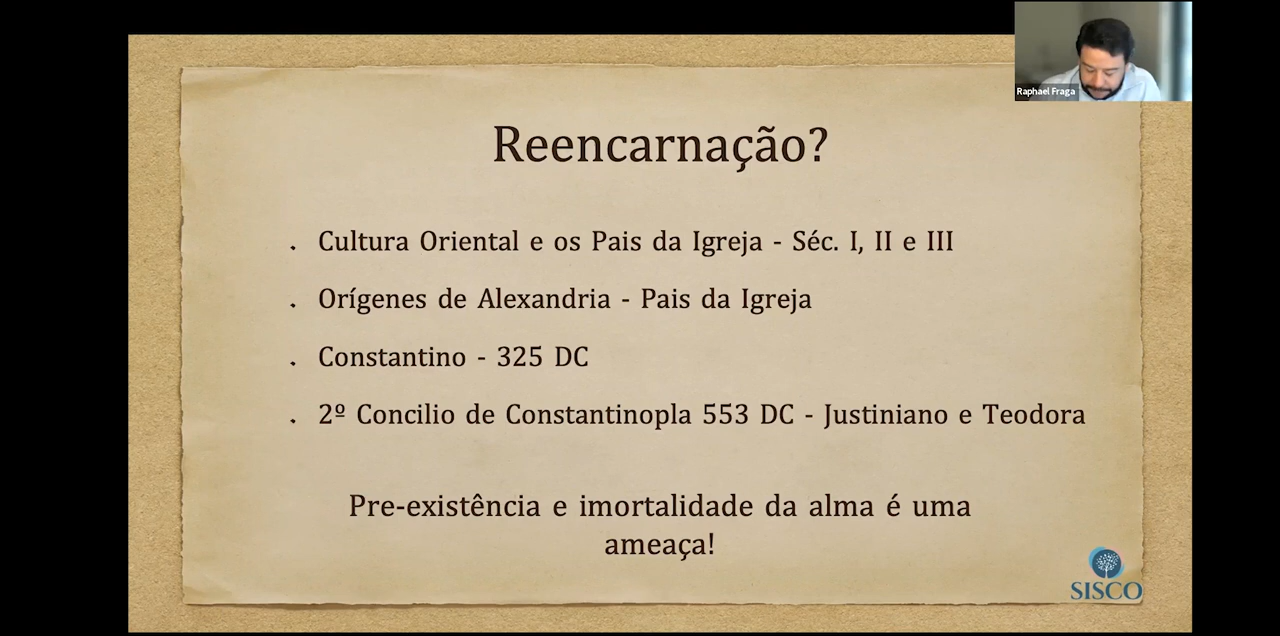 Raphael Fraga
Reencarnação?
. Cultura Oriental e os Pais da Igreja - Séc. I, II e III
. Orígenes de Alexandria - Pais da Igreja
. Constantino - 325 DC
. 2º Concilio de Constantinopla 553 DC - Justiniano e Teodora
Pre-existência e imortalidade da alma é uma
ameaça!
SISCO